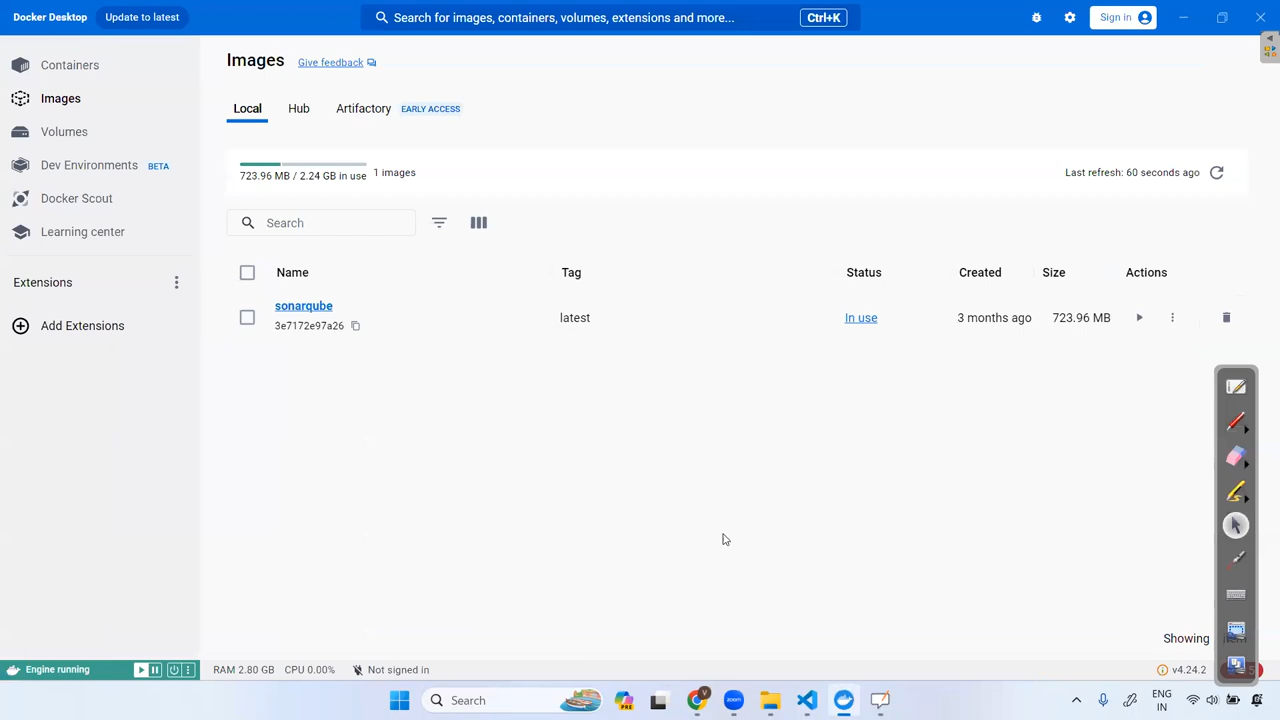 Docker Desktop
Update to latest
Search for images, containers, volumes, extensions and more...
Ctrl+K
Sign in
Containers
Images
Volumes
Dev Environments BETA
Docker Scout
Learning center
Extensions
Add Extensions
Images
Give feedback
Local
Hub
Artifactory
EARLY ACCESS
723.96 MB / 2.24 GB in use
1 images
Last refresh: 60 seconds ago
Search
Name
Tag
Status
Created
Size
Actions
sonarqube
3e7172e97a26
latest
In use
3 months ago
723.96 MB
Showing
Engine running
RAM 2.80 GB
CPU 0.00%
Not signed in
v4.24.2
Search
PRE
V
zoom
ENG
IN